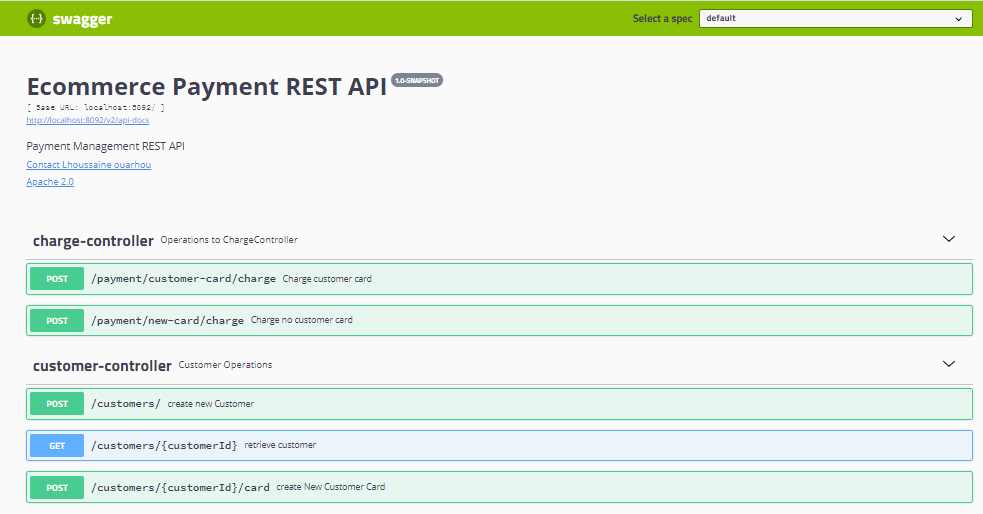 swagger
Select a spec default
Ecommerce Payment REST API 1.0-SNAPSHOT
[ Base URL: localhost:8092/ ]
http://localhost:8092/v2/api-docs
Payment Management REST API
Contact Lhoussaine ouarhou
Apache 2.0
charge-controller Operations to ChargeController
POST /payment/customer-card/charge Charge customer card
POST /payment/new-card/charge Charge no customer card
customer-controller Customer Operations
POST /customers/ create new Customer
GET /customers/{customerId} retrieve customer
POST /customers/{customerId}/card create New Customer Card